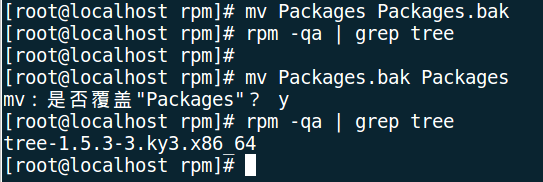 [root@localhost rpm]# mv Packages Packages.bak
[root@localhost rpm]# rpm -qa | grep tree
[root@localhost rpm]#
[root@localhost rpm]# mv Packages.bak Packages
mv：是否覆盖"Packages"？ y
[root@localhost rpm]# rpm -qa | grep tree
tree-1.5.3-3.ky3.x86_64
[root@localhost rpm]#